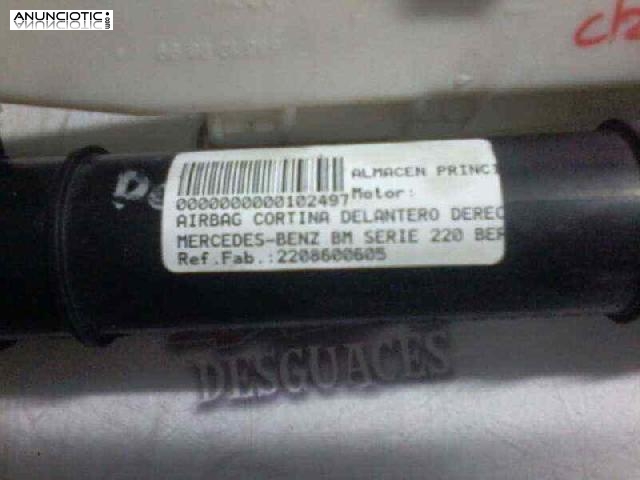 ANUNCIOTIC
.com
ALMACEN PRINCI
0000000000102497 Motor:
AIRBAG CORTINA DELANTERO DEREC
MERCEDES-BENZ BM SERIE 220 BER
Ref.Fab.:2208600605
DESGUACES